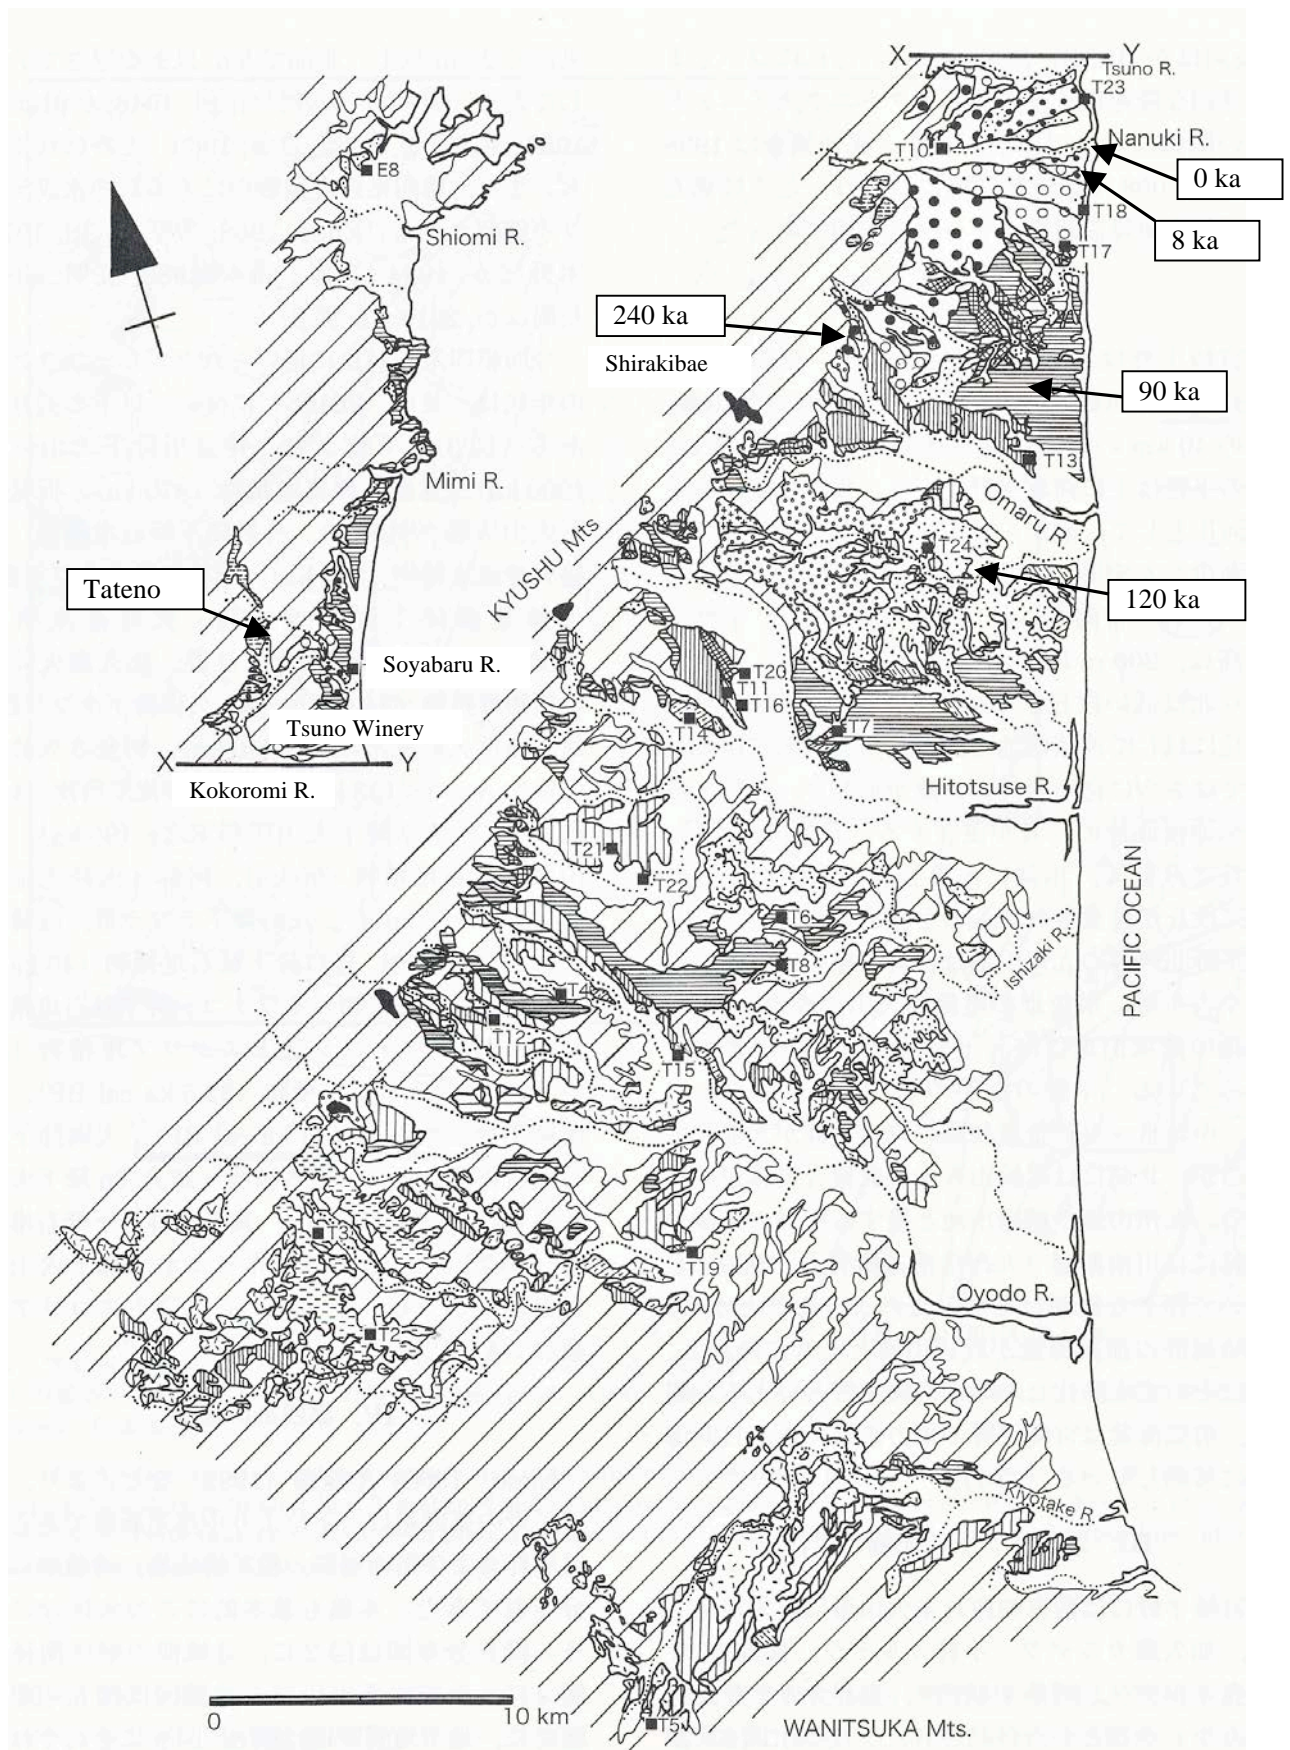 X Y
Tsuno R.
T23
Nanuki R.
T10
0 ka
E8
T18
8 ka
Shiomi R.
T17
240 ka
Shirakibae
90 ka
T13
Mimi R.
Omaru R.
KYUSHU Mts
T24
Tateno
120 ka
Soyabaru R.
T20
T11
T16
T14
T7
Tsuno Winery
X Y
Kokoromi R.
Hitotsuse R.
T21
T22
PACIFIC OCEAN
T6
Ishizaki R.
T8
T4
T12
T15
T3
T19
Oyodo R.
T2
Kiyotake R.
0 10 km
T5
WANITSUKA Mts.